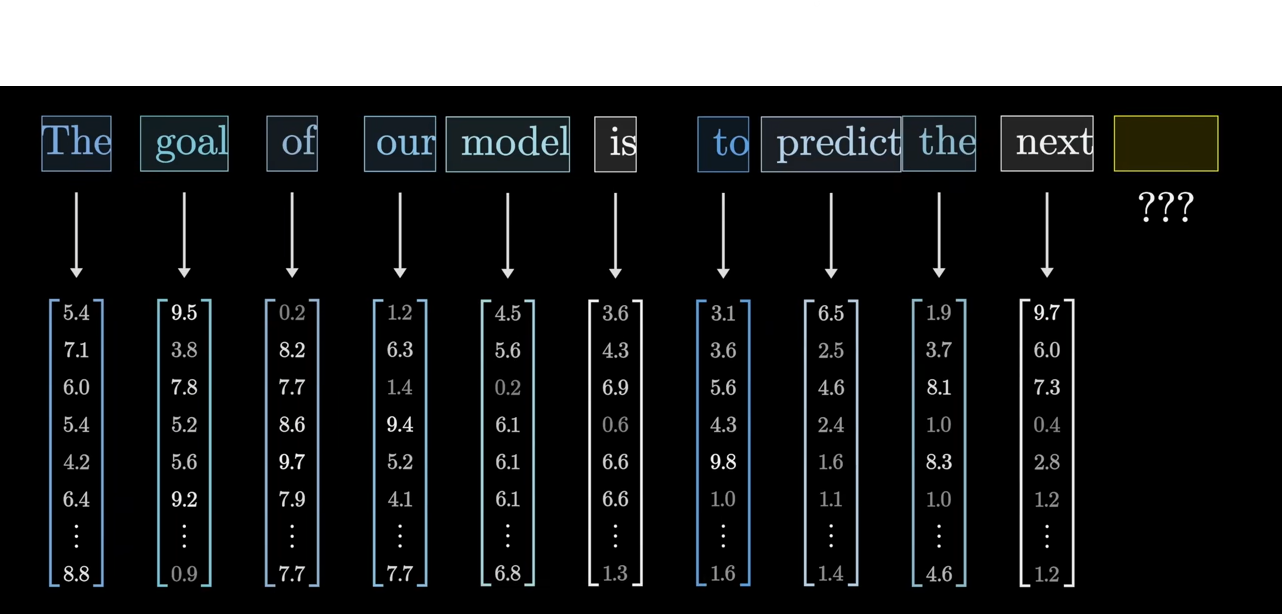 The goal of our model is to predict the next
???
5.4 9.5 0.2 1.2 4.5 3.6 3.1 6.5 1.9 9.7
7.1 3.8 8.2 6.3 5.6 4.3 3.6 2.5 3.7 6.0
6.0 7.8 7.7 1.4 0.2 6.9 5.6 4.6 8.1 7.3
5.4 5.2 8.6 9.4 6.1 0.6 4.3 2.4 1.0 0.4
4.2 5.6 9.7 5.2 6.1 6.6 9.8 1.6 8.3 2.8
6.4 9.2 7.9 4.1 6.1 6.6 1.0 1.1 1.0 1.2
⋮ ⋮ ⋮ ⋮ ⋮ ⋮ ⋮ ⋮ ⋮ ⋮
8.8 0.9 7.7 7.7 6.8 1.3 1.6 1.4 4.6 1.2